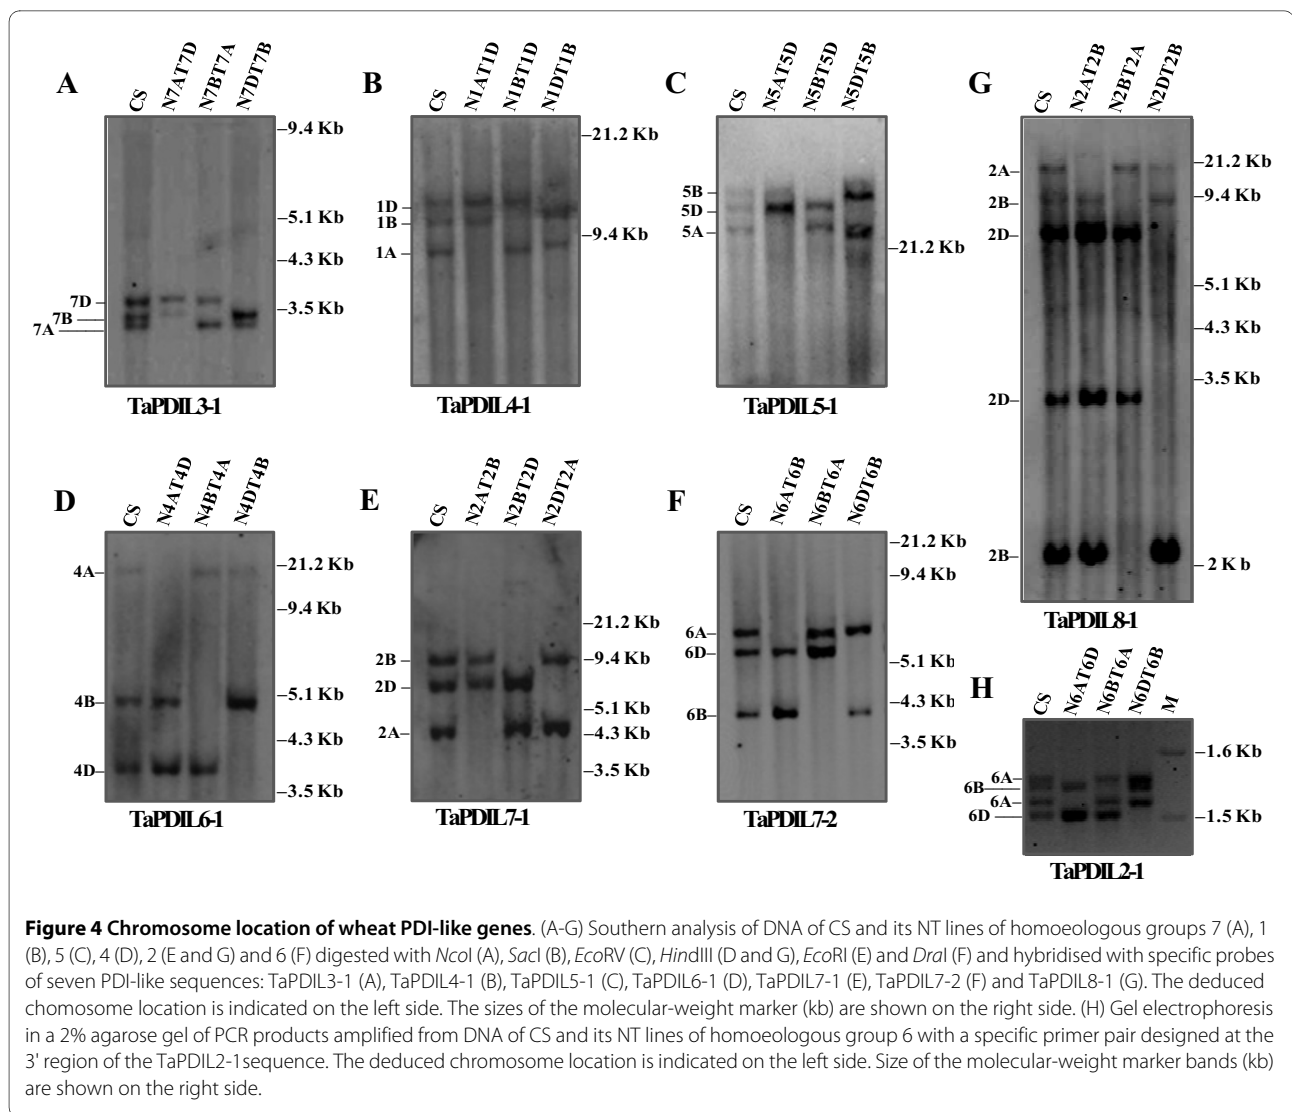 A
CS
N7AT7D
N7BT7A
N7DT7B
–9.4 Kb
–5.1 Kb
–4.3 Kb
–3.5 Kb
7D
7B
7A
TaPDIL3-1
B
CS
N1AT1D
N1BT1D
N1DT1B
–21.2 Kb
–9.4 Kb
1D
1B
1A
TaPDIL4-1
C
CS
N5AT5D
N5BT5D
N5DT5B
5B
5D
5A
–21.2 Kb
TaPDIL5-1
G
CS
N2AT2B
N2BT2A
N2DT2B
2A–
2B–
2D–
2D–
2B–
–21.2 Kb
–9.4 Kb
–5.1 Kb
–4.3 Kb
–3.5 Kb
–2 Kb
TaPDIL8-1
D
CS
N4AT4D
N4BT4A
N4DT4B
4A–
4B–
4D–
–21.2 Kb
–9.4 Kb
–5.1 Kb
–4.3 Kb
–3.5 Kb
TaPDIL6-1
E
CS
N2AT2B
N2BT2D
N2DT2A
2B–
2D–
2A–
–21.2 Kb
–9.4 Kb
–5.1 Kb
–4.3 Kb
–3.5 Kb
TaPDIL7-1
F
CS
N6AT6B
N6BT6A
N6DT6B
6A–
6D–
6B–
–21.2 Kb
–9.4 Kb
–5.1 Kb
–4.3 Kb
–3.5 Kb
TaPDIL7-2
H
CS
N6AT6D
N6BT6A
N6DT6B
M
6A
6B
6A
6D
–1.6 Kb
–1.5 Kb
TaPDIL2-1
Figure 4 Chromosome location of wheat PDI-like genes. (A-G) Southern analysis of DNA of CS and its NT lines of homoeologous groups 7 (A), 1
(B), 5 (C), 4 (D), 2 (E and G) and 6 (F) digested with NcoI (A), SacI (B), EcoRV (C), HindIII (D and G), EcoRI (E) and DraI (F) and hybridised with specific probes
of seven PDI-like sequences: TaPDIL3-1 (A), TaPDIL4-1 (B), TaPDIL5-1 (C), TaPDIL6-1 (D), TaPDIL7-1 (E), TaPDIL7-2 (F) and TaPDIL8-1 (G). The deduced
chomosome location is indicated on the left side. The sizes of the molecular-weight marker (kb) are shown on the right side. (H) Gel electrophoresis
in a 2% agarose gel of PCR products amplified from DNA of CS and its NT lines of homoeologous group 6 with a specific primer pair designed at the
3' region of the TaPDIL2-1sequence. The deduced chromosome location is indicated on the left side. Size of the molecular-weight marker bands (kb)
are shown on the right side.